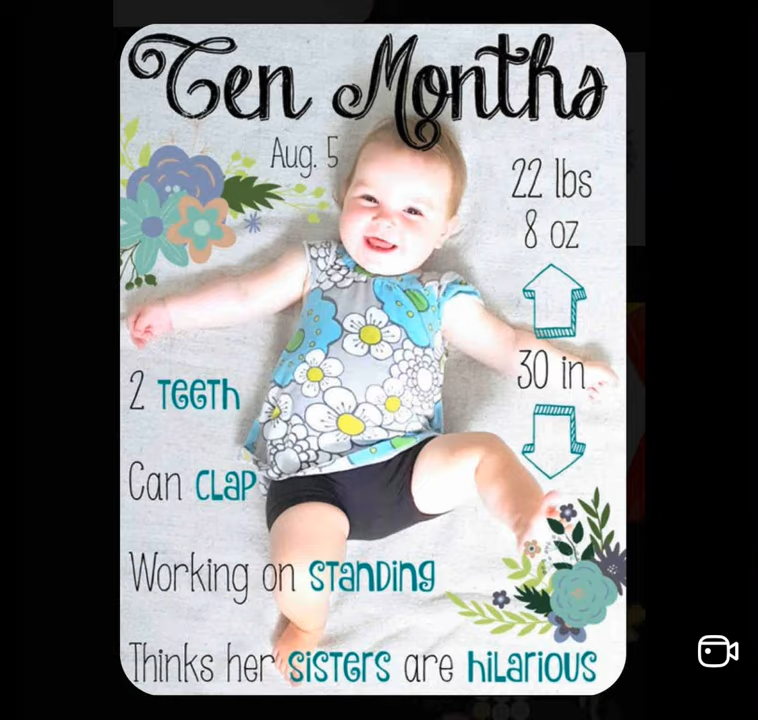 Ten Months
Aug. 5
22 lbs
8 oz
30 in
2 Teeth
Can Clap
Working on Standing
Thinks her sisters are hilarious